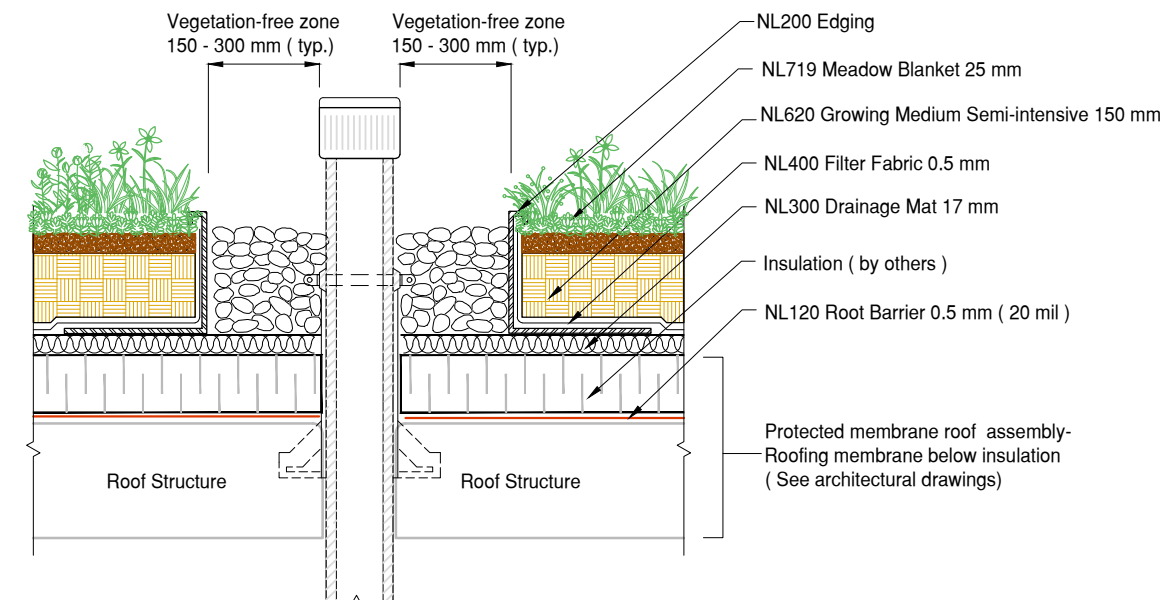 Vegetation-free zone
150 - 300 mm ( typ.)
Vegetation-free zone
150 - 300 mm ( typ.)
NL200 Edging
NL719 Meadow Blanket 25 mm
NL620 Growing Medium Semi-intensive 150 mm
NL400 Filter Fabric 0.5 mm
NL300 Drainage Mat 17 mm
Insulation ( by others )
NL120 Root Barrier 0.5 mm ( 20 mil )
Protected membrane roof assembly-
Roofing membrane below insulation
( See architectural drawings)
Roof Structure
Roof Structure